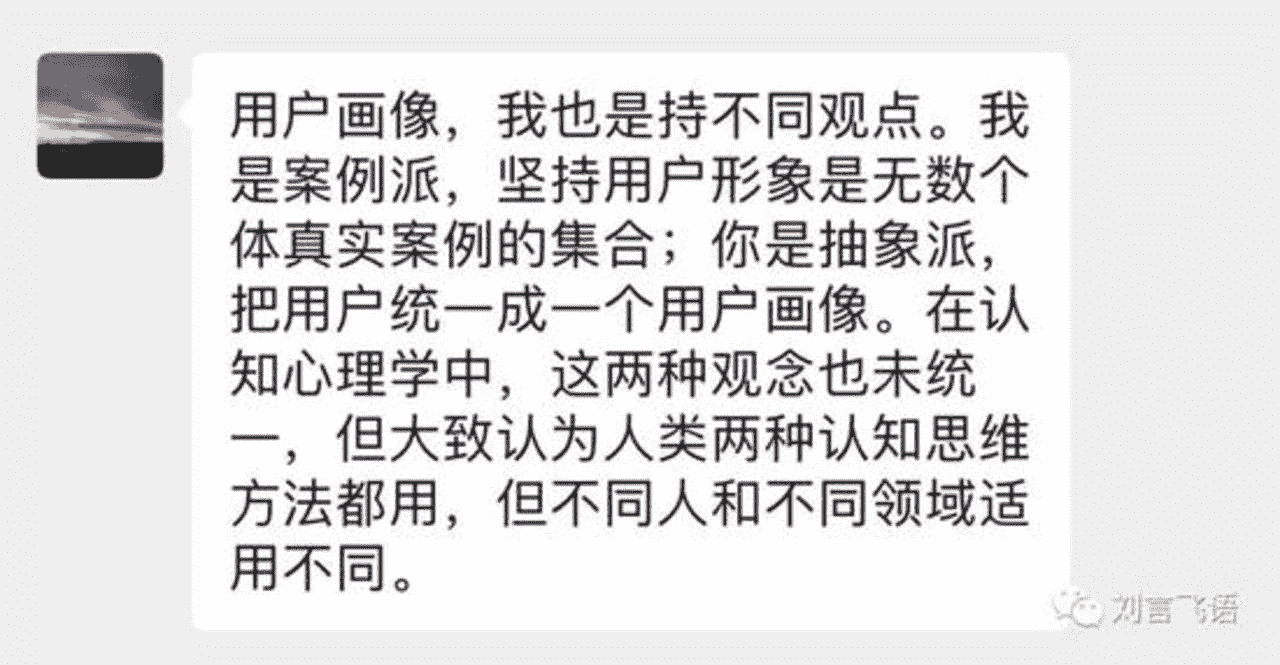 用户画像，我也是持不同观点。我
是案例派，坚持用户形象是无数个
体真实案例的集合；你是抽象派，
把用户统一成一个用户画像。在认
知心理学中，这两种观念也未统
一，但大致认为人类两种认知思维
方法都用，但不同人和不同领域适
用不同。
刘言飞语